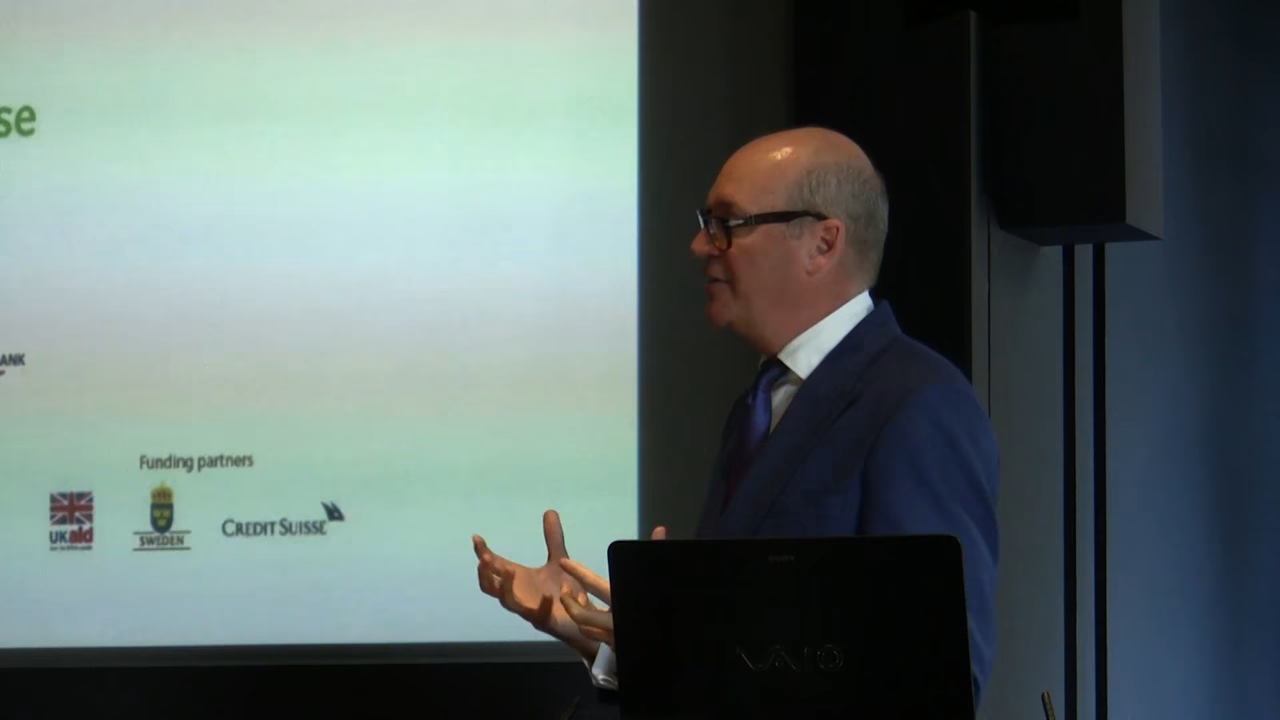 se
ANK
Funding partners
UKaid
SWEDEN
CREDIT SUISSE
VAIO